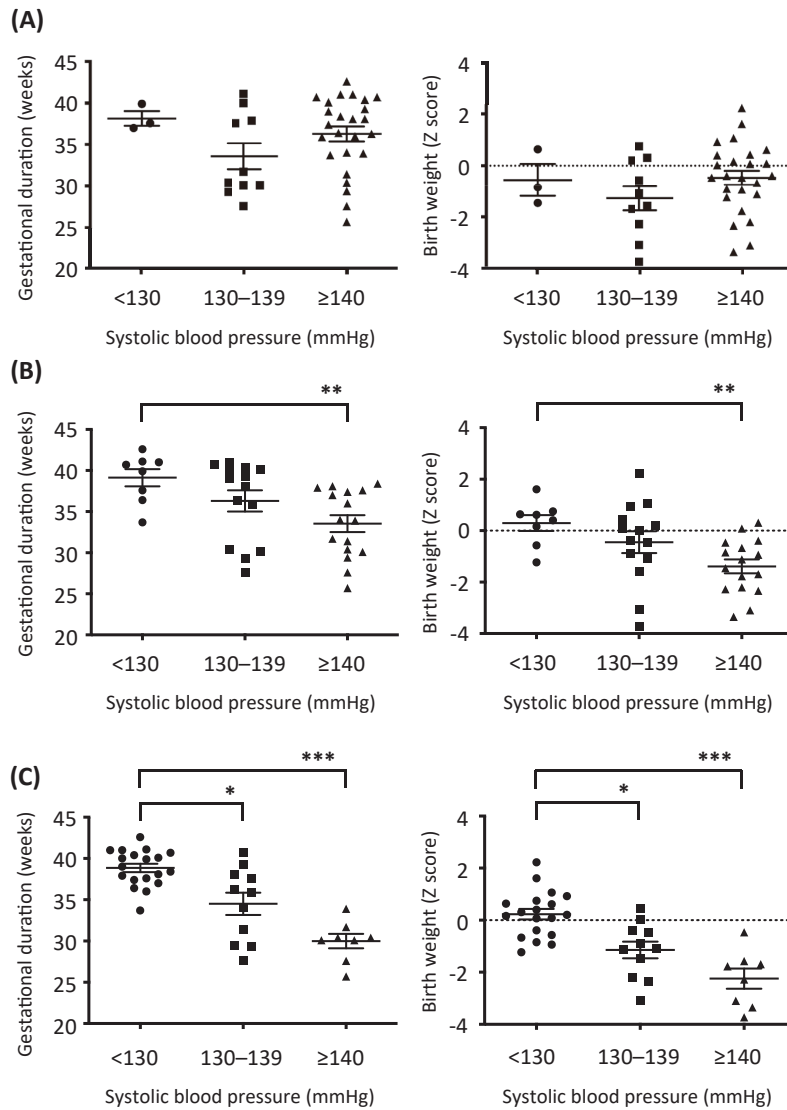 (A)
Gestational duration (weeks)
45
40
35
30
25
20
<130 130–139 ≥140
Systolic blood pressure (mmHg)
Birth weight (Z score)
4
2
0
-2
-4
<130 130–139 ≥140
Systolic blood pressure (mmHg)
(B)
**
Gestational duration (weeks)
45
40
35
30
25
20
<130 130–139 ≥140
Systolic blood pressure (mmHg)
**
Birth weight (Z score)
4
2
0
-2
-4
<130 130–139 ≥140
Systolic blood pressure (mmHg)
(C)
***
*
Gestational duration (weeks)
45
40
35
30
25
20
<130 130–139 ≥140
Systolic blood pressure (mmHg)
***
*
Birth weight (Z score)
4
2
0
-2
-4
<130 130–139 ≥140
Systolic blood pressure (mmHg)